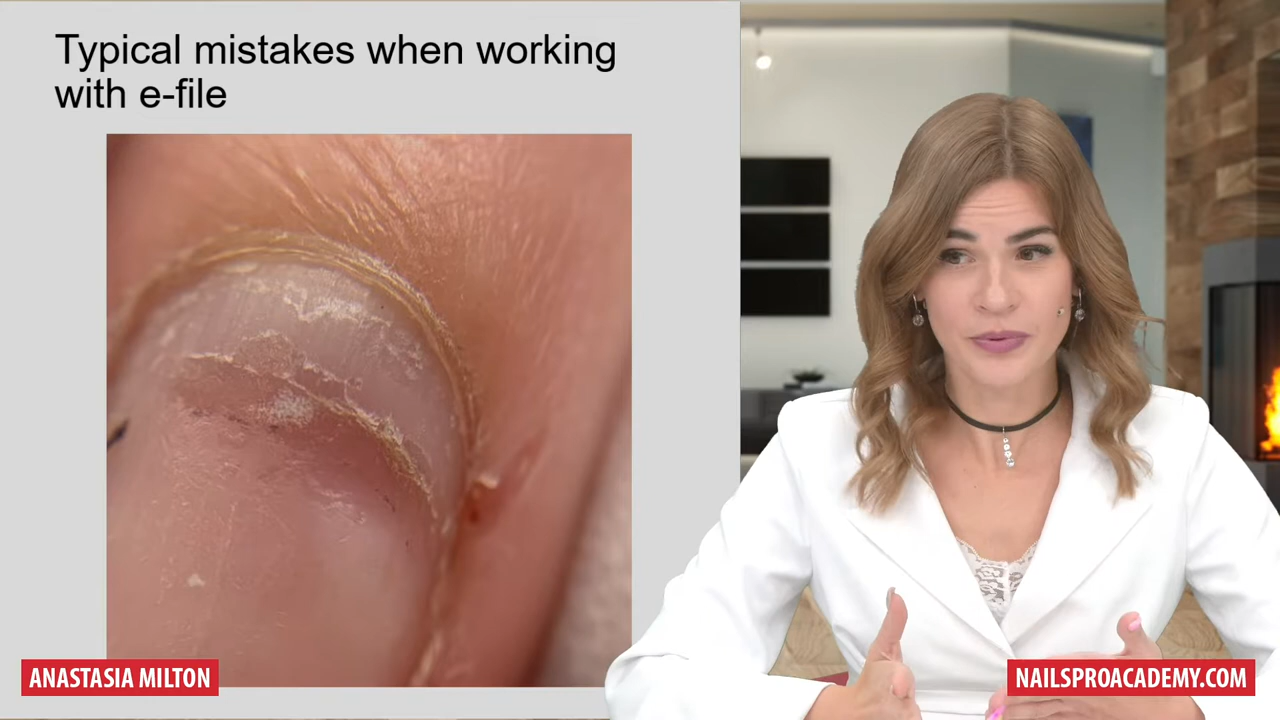 Typical mistakes when working
with e-file
ANASTASIA MILTON
NAILSPROACADEMY.COM